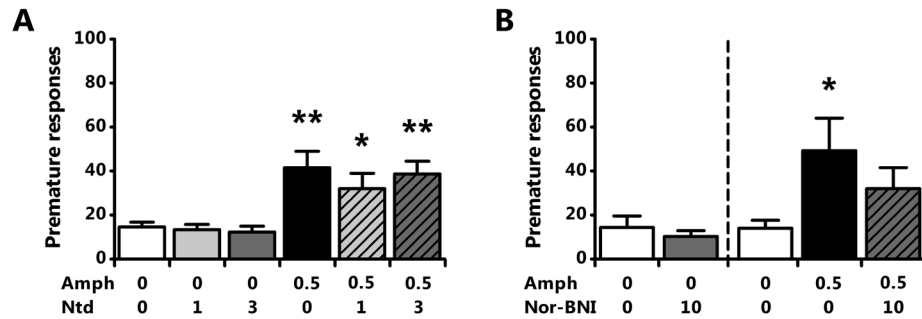 A
Premature responses
100
80
60
40
20
0
** * **
Amph 0 0 0 0.5 0.5 0.5
Ntd 0 1 3 0 1 3
B
Premature responses
100
80
60
40
20
0
*
Amph 0 0 0 0.5 0.5
Nor-BNI 0 10 0 0 10